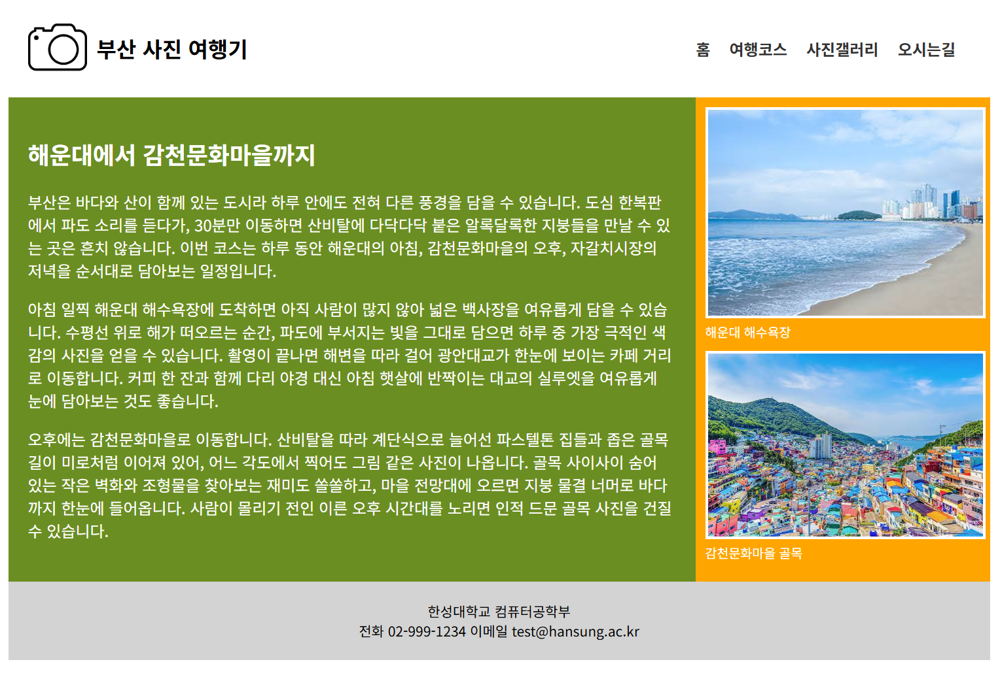 부산 사진 여행기
홈 여행코스 사진갤러리 오시는길
해운대에서 감천문화마을까지
부산은 바다와 산이 함께 있는 도시라 하루 안에도 전혀 다른 풍경을 담을 수 있습니다. 도심 한복판
에서 파도 소리를 듣다가, 30분만 이동하면 산비탈에 다닥다닥 붙은 알록달록한 지붕들을 만날 수 있
는 곳은 흔치 않습니다. 이번 코스는 하루 동안 해운대의 아침, 감천문화마을의 오후, 자갈치시장의
저녁을 순서대로 담아보는 일정입니다.
아침 일찍 해운대 해수욕장에 도착하면 아직 사람이 많지 않아 넓은 백사장을 여유롭게 담을 수 있습
니다. 수평선 위로 해가 떠오르는 순간, 파도에 부서지는 빛을 그대로 담으면 하루 중 가장 극적인 색
감의 사진을 얻을 수 있습니다. 촬영이 끝나면 해변을 따라 걸어 광안대교가 한눈에 보이는 카페 거리
로 이동합니다. 커피 한 잔과 함께 다리 야경 대신 아침 햇살에 반짝이는 대교의 실루엣을 여유롭게
눈에 담아보는 것도 좋습니다.
오후에는 감천문화마을로 이동합니다. 산비탈을 따라 계단식으로 늘어선 파스텔톤 집들과 좁은 골목
길이 미로처럼 이어져 있어, 어느 각도에서 찍어도 그림 같은 사진이 나옵니다. 골목 사이사이 숨어
있는 작은 벽화와 조형물을 찾아보는 재미도 쏠쏠하고, 마을 전망대에 오르면 지붕 물결 너머로 바다
까지 한눈에 들어옵니다. 사람이 몰리기 전인 이른 오후 시간대를 노리면 인적 드문 골목 사진을 건질
수 있습니다.
해운대 해수욕장
감천문화마을 골목
한성대학교 컴퓨터공학부
전화 02-999-1234 이메일 test@hansung.ac.kr